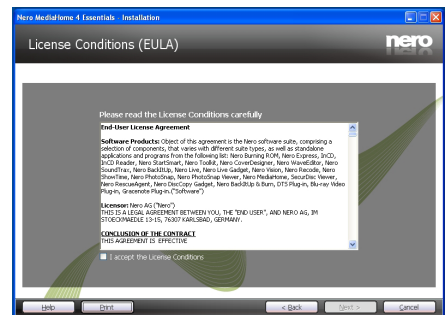 Nero MediaHome 4 Essentials - Installation
License Conditions (EULA)
nero
Please read the License Conditions carefully
End-User License Agreement
Software Products: Object of this agreement is the Nero software suite, comprising a
selection of components, that varies with different suite types, as well as standalone
applications and programs from the following list: Nero Burning ROM, Nero Express, InCD,
InCD Reader, Nero StartSmart, Nero Toolkit, Nero CoverDesigner, Nero WaveEditor, Nero
SoundTrax, Nero BackItUp, Nero Live, Nero Live Gadget, Nero Vision, Nero Recode, Nero
ShowTime, Nero PhotoSnap, Nero PhotoSnap Viewer, Nero MediaHome, SecurDisc Viewer,
Nero RescueAgent, Nero DiscCopy Gadget, Nero BackItUp & Burn, DTS Plug-in, Blu-ray Video
Plug-in, Gracenote Plug-in.("Software")
Licensor: Nero AG ("Nero")
THIS IS A LEGAL AGREEMENT BETWEEN YOU, THE "END USER", AND NERO AG, IM
STOECKMAEDLE 13-15, 76307 KARLSBAD, GERMANY.
CONCLUSION OF THE CONTRACT
THIS AGREEMENT IS EFFECTIVE
I accept the License Conditions
Help
Print
< Back
Next >
Cancel